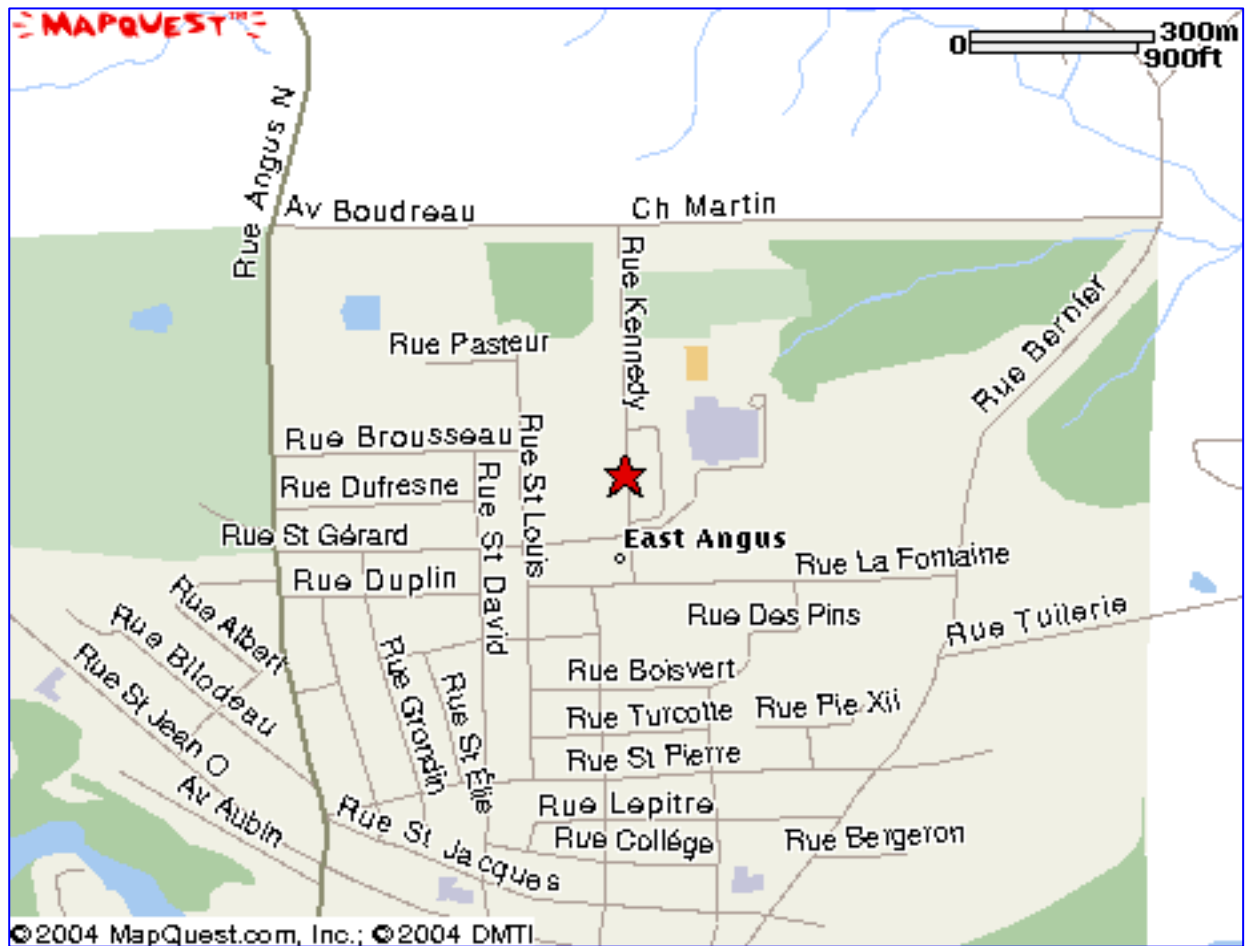 MAPQUEST™
0 300m
900ft
Rue Angus N
Av Boudreau
Ch Martin
Rue Kennedy
Rue Bernier
Rue Pasteur
Rue Brousseau
Rue St Louis
Rue Dufresne
Rue St David
Rue St Gérard
East Angus
Rue La Fontaine
Rue Duplin
Rue Albert
Rue Des Pins
Rue Tuilerie
Rue Bilodeau
Rue Grondin
Rue Boisvert
Rue St Jean O
Rue St Élie
Rue Turcotte
Rue Pie Xii
Rue St Pierre
Av Aubin
Rue St Jacques
Rue Lepitre
Rue Collége
Rue Bergeron
©2004 MapQuest.com, Inc.; ©2004 DMTI